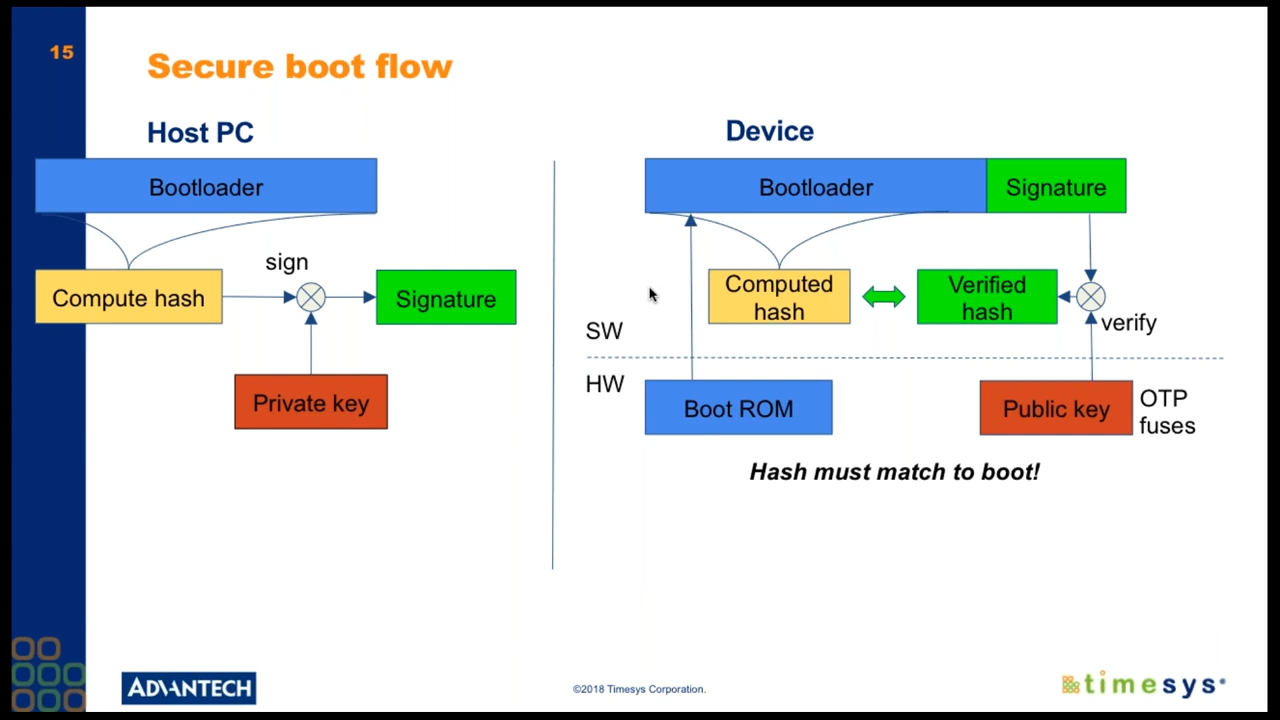 15
Secure boot flow
Host PC
Bootloader
sign
Compute hash
Signature
Private key
Device
Bootloader
Signature
Computed
hash
Verified
hash
verify
SW
HW
Boot ROM
Public key
OTP
fuses
Hash must match to boot!
ADVANTECH
©2018 Timesys Corporation.
timesys®